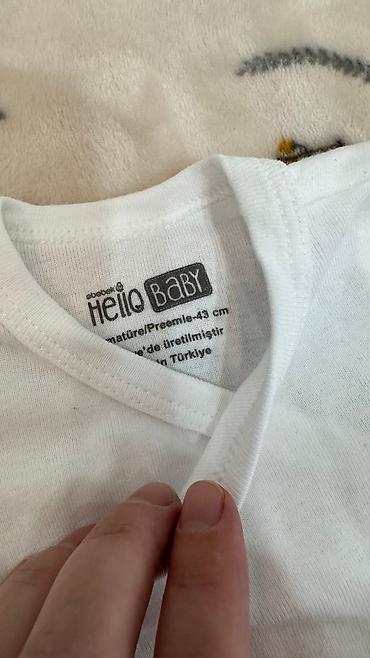 ebebek
Hello BABY
matüre/Preemie-43 cm
e'de üretilmiştir
in Türkiye